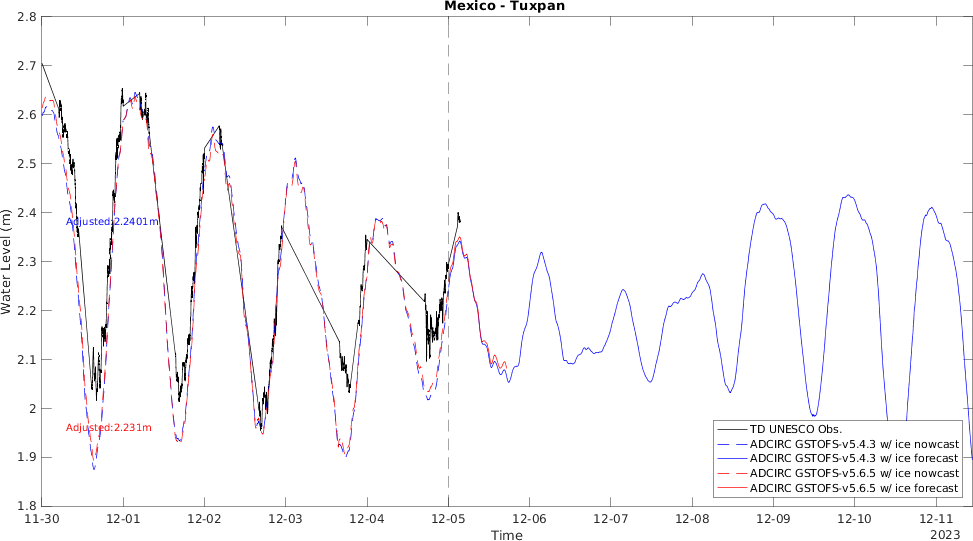 Mexico - Tuxpan
2.8
2.7
2.6
2.5
2.4
2.3
2.2
2.1
2
1.9
1.8
Water Level (m)
Adjusted:2.2401m
Adjusted:2.231m
TD UNESCO Obs.
ADCIRC GSTOFS-v5.4.3 w/ ice nowcast
ADCIRC GSTOFS-v5.4.3 w/ ice forecast
ADCIRC GSTOFS-v5.6.5 w/ ice nowcast
ADCIRC GSTOFS-v5.6.5 w/ ice forecast
11-30 12-01 12-02 12-03 12-04 12-05 12-06 12-07 12-08 12-09 12-10 12-11
Time
2023